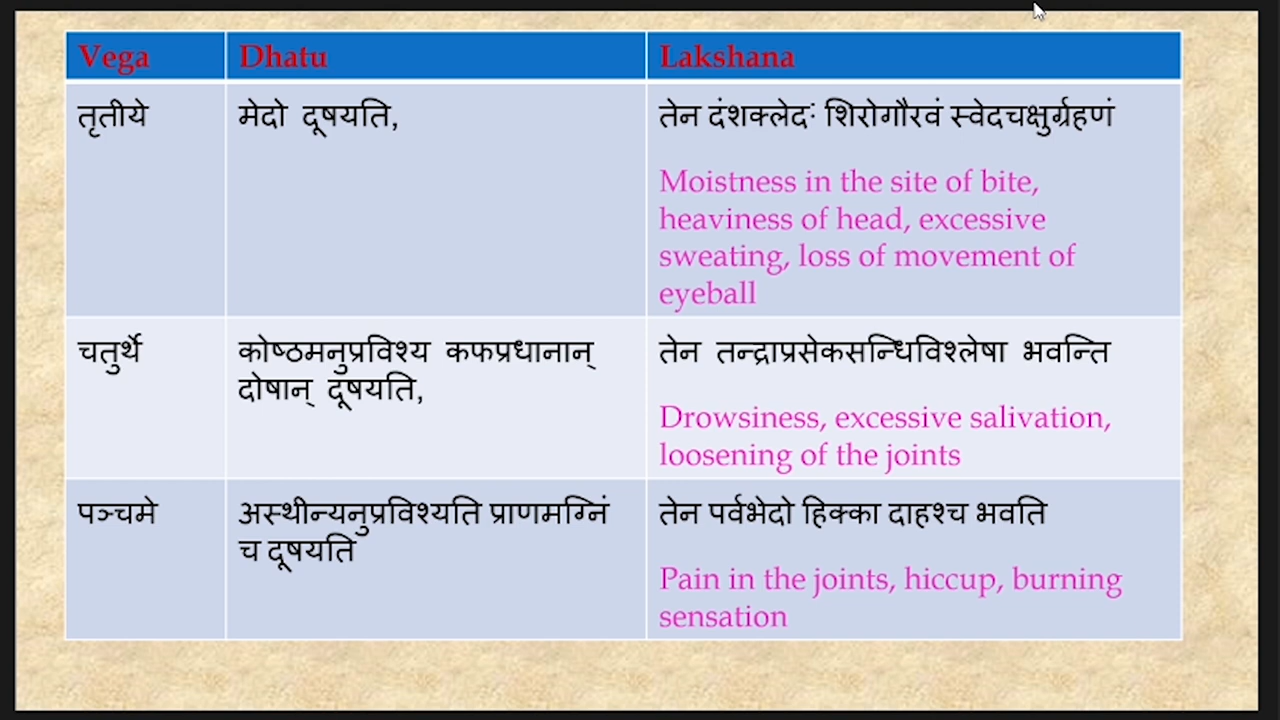 Vega Dhatu Lakshana
तृतीये
मेदो दूषयति,
तेन दंशक्लेदः शिरोगौरवं स्वेदचक्षुर्ग्रहणं
Moistness in the site of bite,
heaviness of head, excessive
sweating, loss of movement of
eyeball
चतुर्थे
कोष्ठमनुप्रविश्य कफप्रधानान्
दोषान् दूषयति,
तेन तन्द्राप्रसेकसन्धिविश्लेषा भवन्ति
Drowsiness, excessive salivation,
loosening of the joints
पञ्चमे
अस्थीन्यनुप्रविश्यति प्राणमग्निं
च दूषयति
तेन पर्वभेदो हिक्का दाहश्च भवति
Pain in the joints, hiccup, burning
sensation